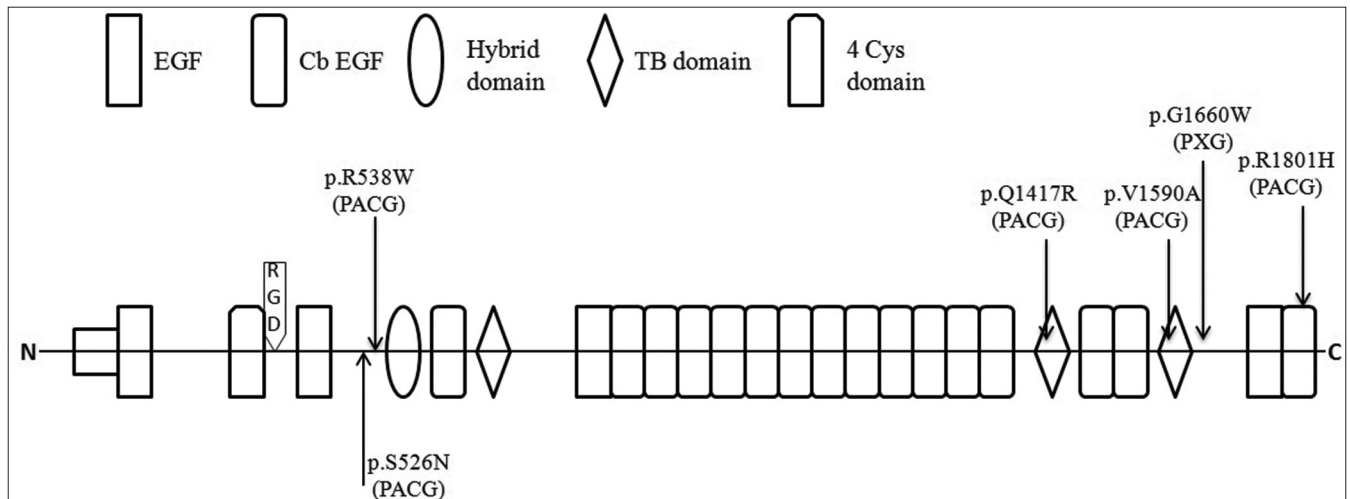 EGF
Cb EGF
Hybrid
domain
TB domain
4 Cys
domain
p.R538W
(PACG)
p.Q1417R
(PACG)
p.V1590A
(PACG)
p.G1660W
(PXG)
p.R1801H
(PACG)
R
G
D
N
C
p.S526N
(PACG)